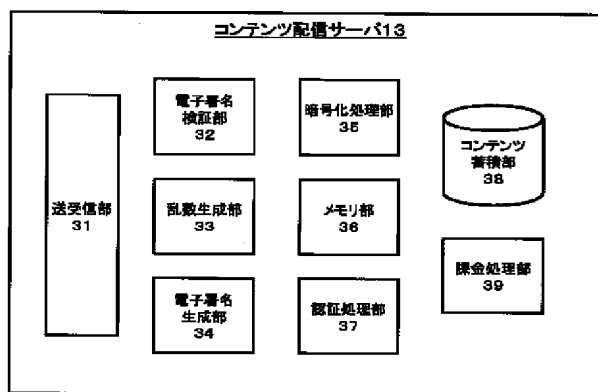 コンテンツ配信サーバ13
送受信部
31
電子署名
検証部
32
乱数生成部
33
電子署名
生成部
34
暗号化処理部
35
メモリ部
36
認証処理部
37
コンテンツ
蓄積部
38
課金処理部
39